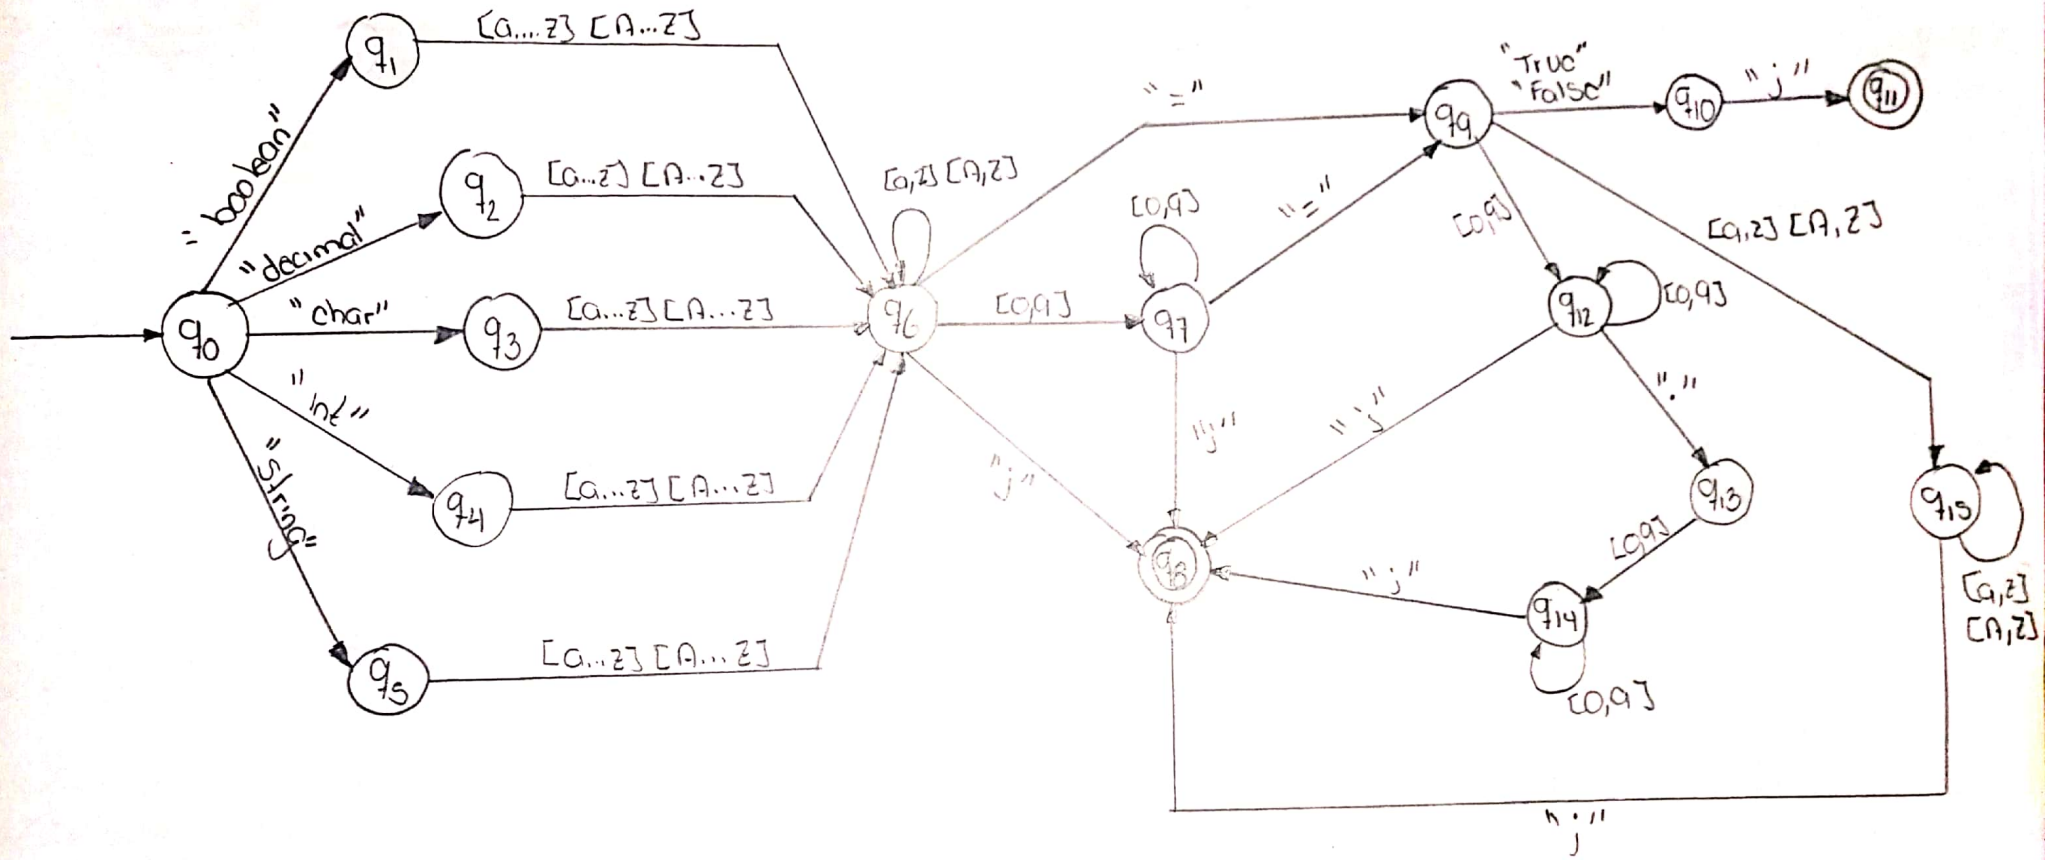 q1
[a....z] [A...Z]
"boolean"
q2
[a...z] [A...Z]
"decimal"
q0
"char"
q3
[a...z] [A...Z]
"int"
q4
[a...z] [A...Z]
"string"
q5
[a...z] [A...Z]
q6
[a,z] [A,Z]
"="
[0,9]
q7
[0,9]
"="
";"
";"
q8
q9
"True"
"False"
q10
";"
q11
[0,9]
q12
[0,9]
[a,z] [A,Z]
";"
"."
q13
[0,9]
q14
[0,9]
";"
q15
[a,z]
[A,Z]
";"